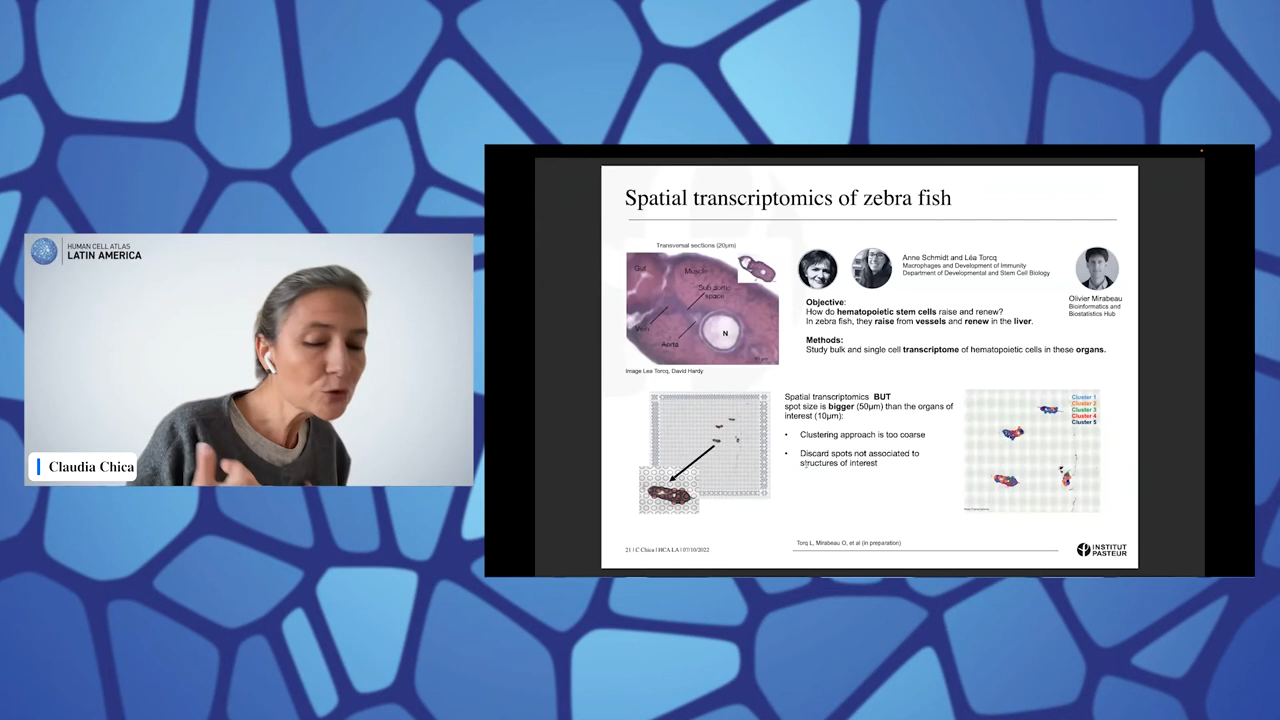 HUMAN CELL ATLAS
LATIN AMERICA
Claudia Chica
Spatial transcriptomics of zebra fish
Transversal sections (20μm)
Gut
Muscle
Sub aortic
space
Vein
N
Aorta
Image Lea Torcq, David Hardy
Anne Schmidt and Léa Torcq
Macrophages and Development of Immunity
Department of Developmental and Stem Cell Biology
Olivier Mirabeau
Bioinformatics and
Biostatistics Hub
Objective:
How do hematopoietic stem cells raise and renew?
In zebra fish, they raise from vessels and renew in the liver.
Methods:
Study bulk and single cell transcriptome of hematopoietic cells in these organs.
Spatial transcriptomics BUT
spot size is bigger (50μm) than the organs of
interest (10μm):
• Clustering approach is too coarse
• Discard spots not associated to
structures of interest
Cluster 1
Cluster 2
Cluster 3
Cluster 4
Cluster 5
Torq L, Mirabeau O, et al (in preparation)
21 | C Chica | HCA LA | 07/10/2022
INSTITUT
PASTEUR